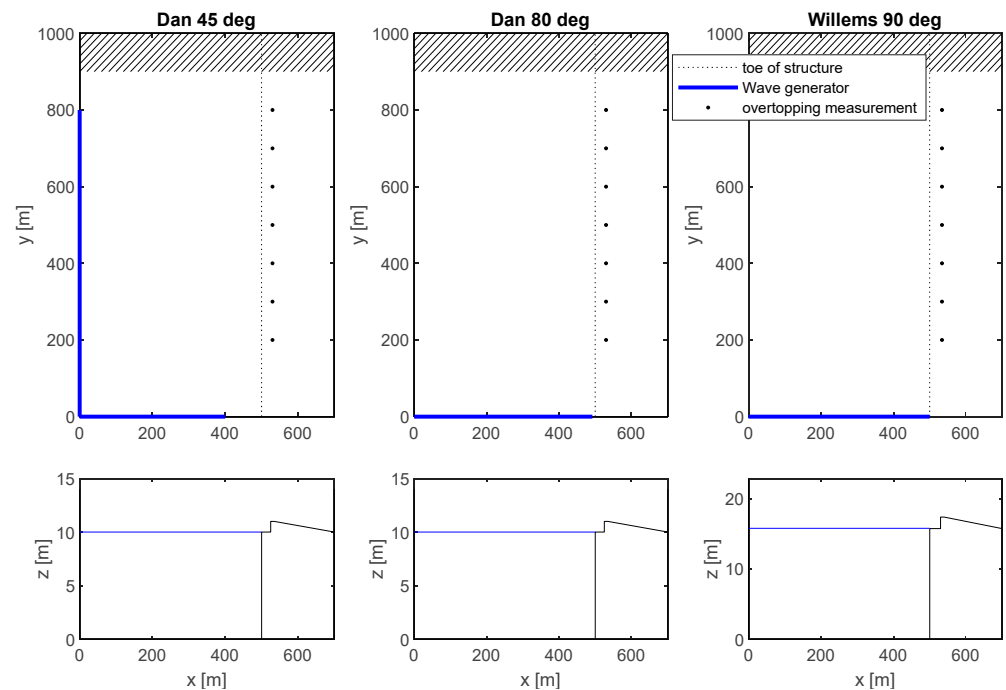 Dan 45 deg
Dan 80 deg
Willems 90 deg
1000
800
600
400
200
0
y [m]
0 200 400 600
1000
800
600
400
200
0
y [m]
0 200 400 600
1000
800
600
400
200
0
y [m]
0 200 400 600
toe of structure
Wave generator
overtopping measurement
15
10
5
0
z [m]
0 200 400 600
x [m]
15
10
5
0
z [m]
0 200 400 600
x [m]
20
10
0
z [m]
0 200 400 600
x [m]